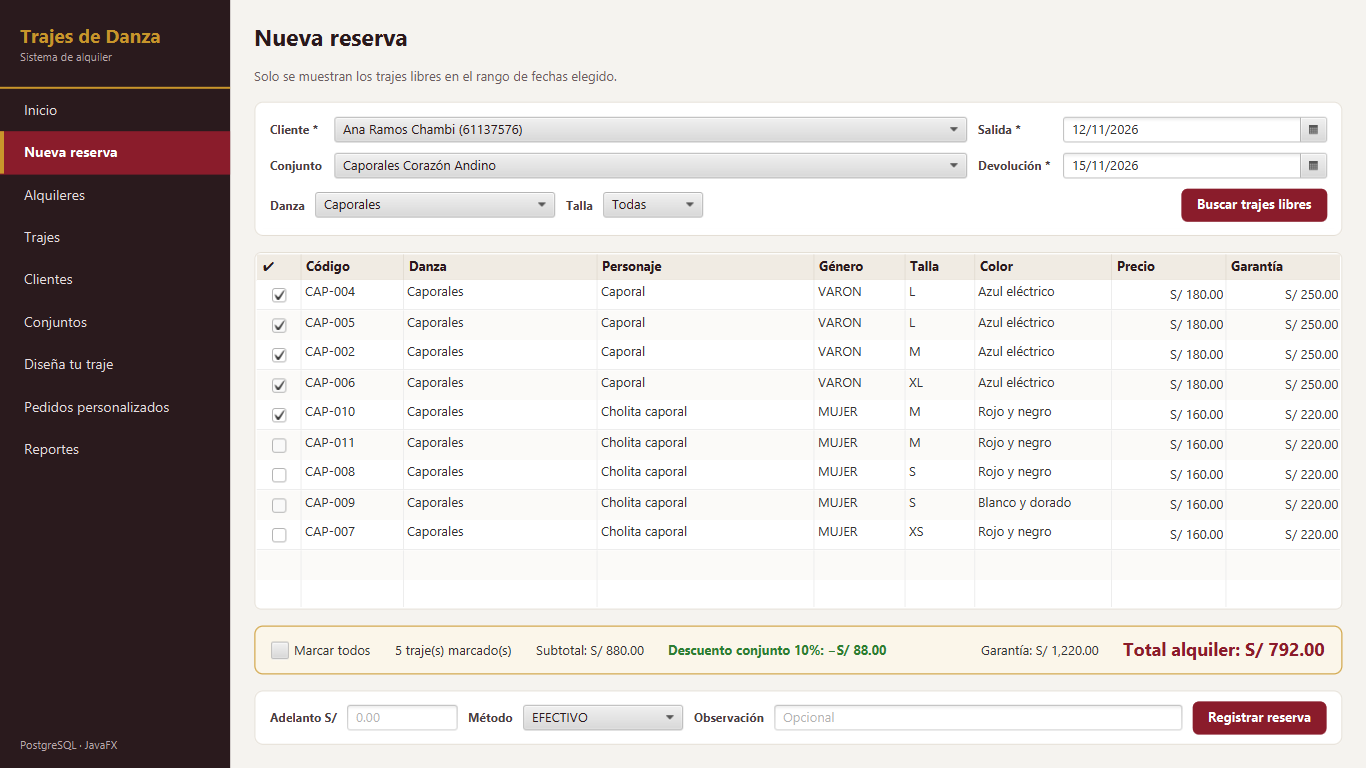 Trajes de Danza
Sistema de alquiler
Inicio
Nueva reserva
Alquileres
Trajes
Clientes
Conjuntos
Diseña tu traje
Pedidos personalizados
Reportes
PostgreSQL · JavaFX
Nueva reserva
Solo se muestran los trajes libres en el rango de fechas elegido.
Cliente * Ana Ramos Chambi (61137576) Salida * 12/11/2026
Conjunto Caporales Corazón Andino Devolución * 15/11/2026
Danza Caporales Talla Todas Buscar trajes libres
✔ Código Danza Personaje Género Talla Color Precio Garantía
CAP-004 Caporales Caporal VARON L Azul eléctrico S/ 180.00 S/ 250.00
CAP-005 Caporales Caporal VARON L Azul eléctrico S/ 180.00 S/ 250.00
CAP-002 Caporales Caporal VARON M Azul eléctrico S/ 180.00 S/ 250.00
CAP-006 Caporales Caporal VARON XL Azul eléctrico S/ 180.00 S/ 250.00
CAP-010 Caporales Cholita caporal MUJER M Rojo y negro S/ 160.00 S/ 220.00
CAP-011 Caporales Cholita caporal MUJER M Rojo y negro S/ 160.00 S/ 220.00
CAP-008 Caporales Cholita caporal MUJER S Rojo y negro S/ 160.00 S/ 220.00
CAP-009 Caporales Cholita caporal MUJER S Blanco y dorado S/ 160.00 S/ 220.00
CAP-007 Caporales Cholita caporal MUJER XS Rojo y negro S/ 160.00 S/ 220.00
Marcar todos 5 traje(s) marcado(s) Subtotal: S/ 880.00 Descuento conjunto 10%: −S/ 88.00 Garantía: S/ 1,220.00 Total alquiler: S/ 792.00
Adelanto S/ 0.00 Método EFECTIVO Observación Opcional Registrar reserva